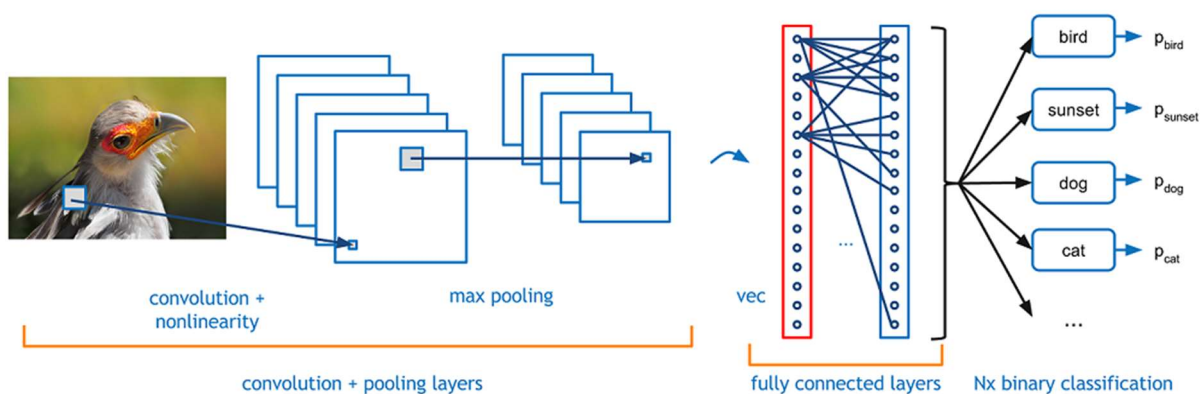 convolution +
nonlinearity
max pooling
vec
...
bird
p_bird
sunset
p_sunset
dog
p_dog
cat
p_cat
...
convolution + pooling layers
fully connected layers
Nx binary classification